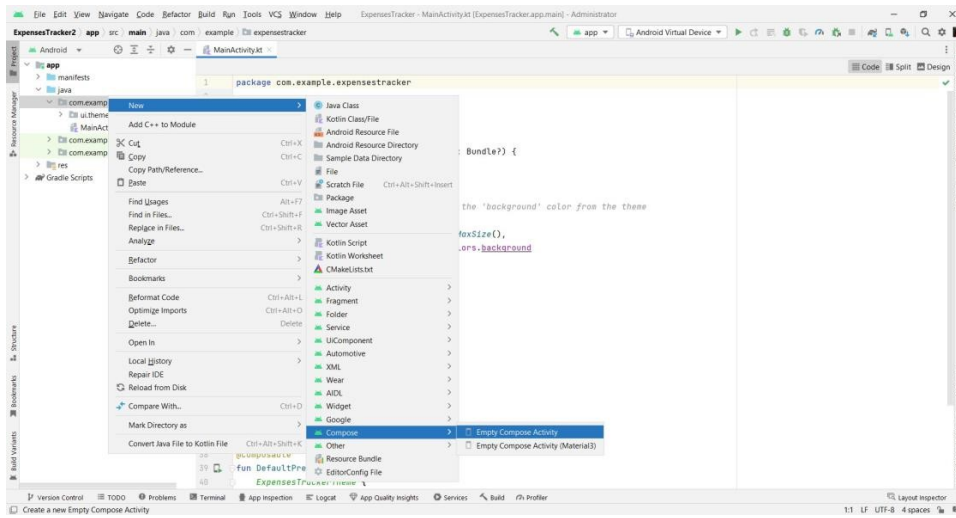 File Edit View Navigate Code Refactor Build Run Tools VCS Window Help ExpensesTracker - MainActivity.kt [ExpensesTracker.app.main] - Administrator
ExpensesTracker2 app src main java com example expensestracker app Android Virtual Device
Android MainActivity.kt
Code Split Design
Project
Resource Manager
Structure
Bookmarks
Build Variants
app
manifests
java
com.examp
ui.theme
MainAct
com.examp
com.examp
res
Gradle Scripts
1 package com.example.expensestracker
Bundle?) {
the 'background' color from the theme
MaxSize(),
ors.background
38 @Composable
39 fun DefaultPre
40 ExpensesTrackerTheme {
New
Add C++ to Module
Cut Ctrl+X
Copy Ctrl+C
Copy Path/Reference...
Paste Ctrl+V
Find Usages Alt+F7
Find in Files... Ctrl+Shift+F
Replace in Files... Ctrl+Shift+R
Analyze
Refactor
Bookmarks
Reformat Code Ctrl+Alt+L
Optimize Imports Ctrl+Alt+O
Delete... Delete
Open In
Local History
Repair IDE
Reload from Disk
Compare With... Ctrl+D
Mark Directory as
Convert Java File to Kotlin File Ctrl+Alt+Shift+K
Java Class
Kotlin Class/File
Android Resource File
Android Resource Directory
Sample Data Directory
File
Scratch File Ctrl+Alt+Shift+Insert
Package
Image Asset
Vector Asset
Kotlin Script
Kotlin Worksheet
CMakeLists.txt
Activity
Fragment
Folder
Service
UiComponent
Automotive
XML
Wear
AIDL
Widget
Google
Compose
Other
Resource Bundle
EditorConfig File
Empty Compose Activity
Empty Compose Activity (Material3)
Version Control TODO Problems Terminal App Inspection Logcat App Quality Insights Services Build Profiler Layout Inspector
Create a new Empty Compose Activity 1:1 LF UTF-8 4 spaces